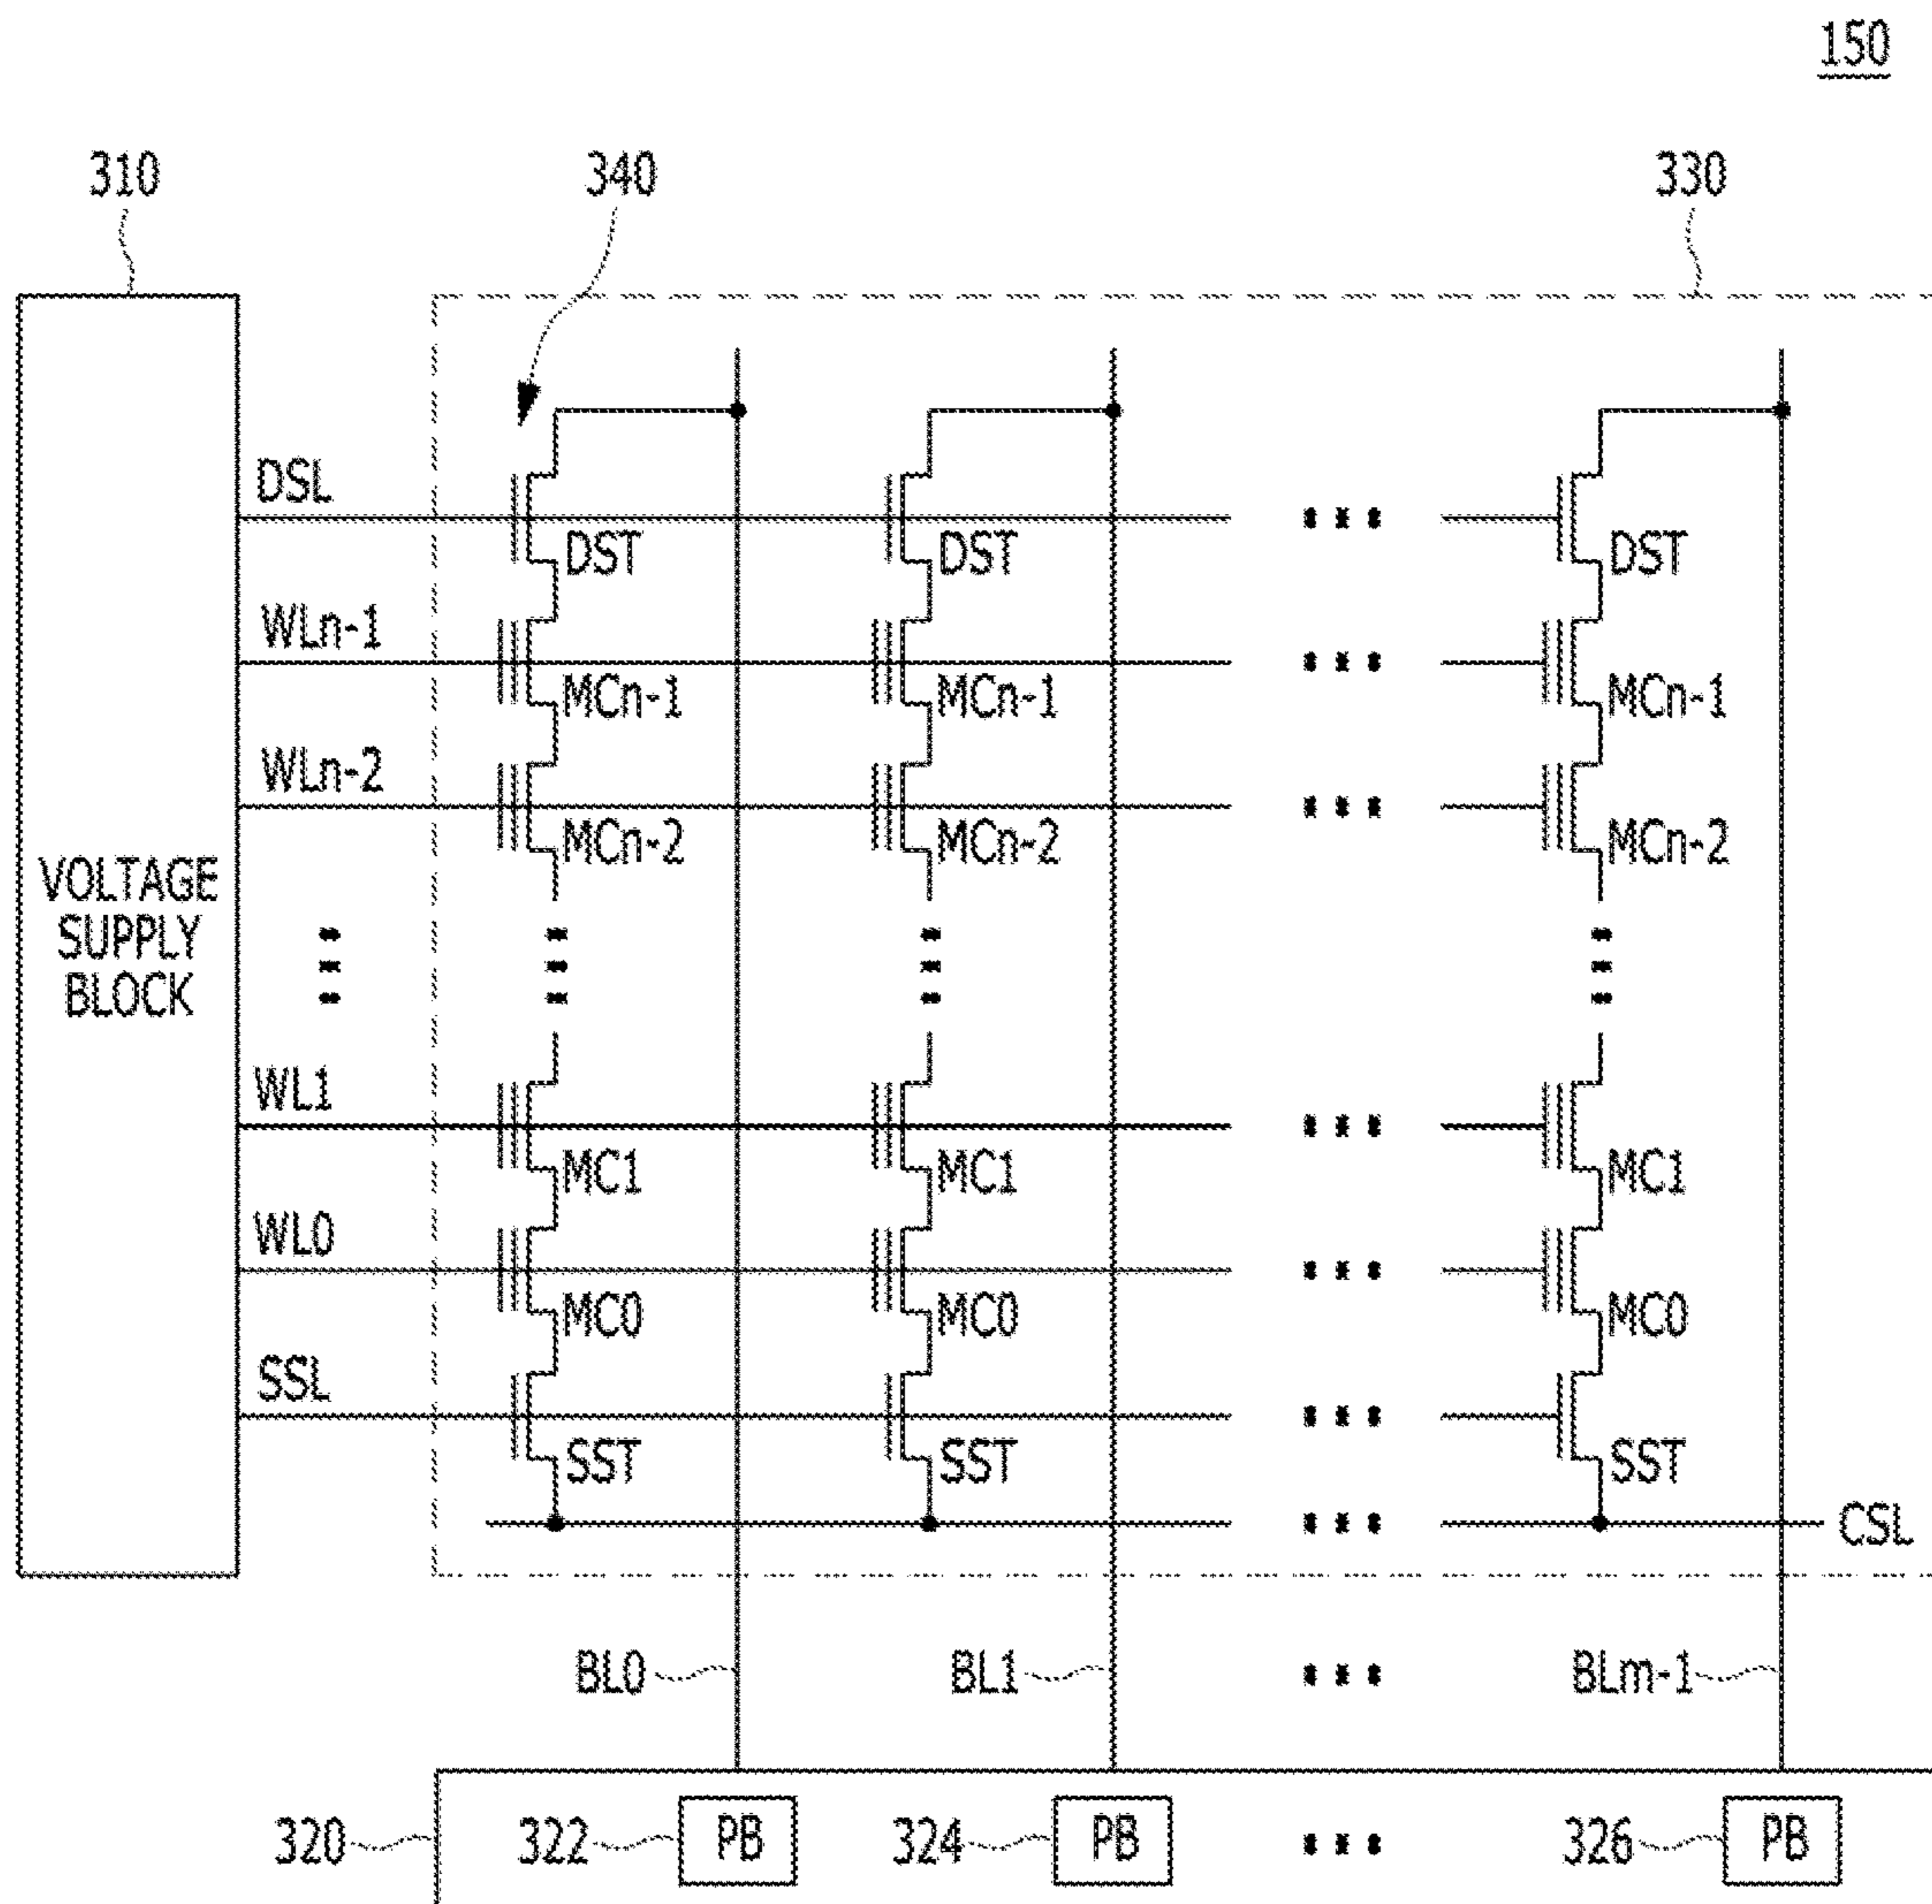 150
310 340 330
DSL
DST DST DST
WLn-1
MCn-1 MCn-1 MCn-1
WLn-2
MCn-2 MCn-2 MCn-2
VOLTAGE
SUPPLY
BLOCK
WL1
MC1 MC1 MC1
WL0
MC0 MC0 MC0
SSL
SST SST SST
CSL
BL0 BL1 BLm-1
320 322 PB 324 PB 326 PB